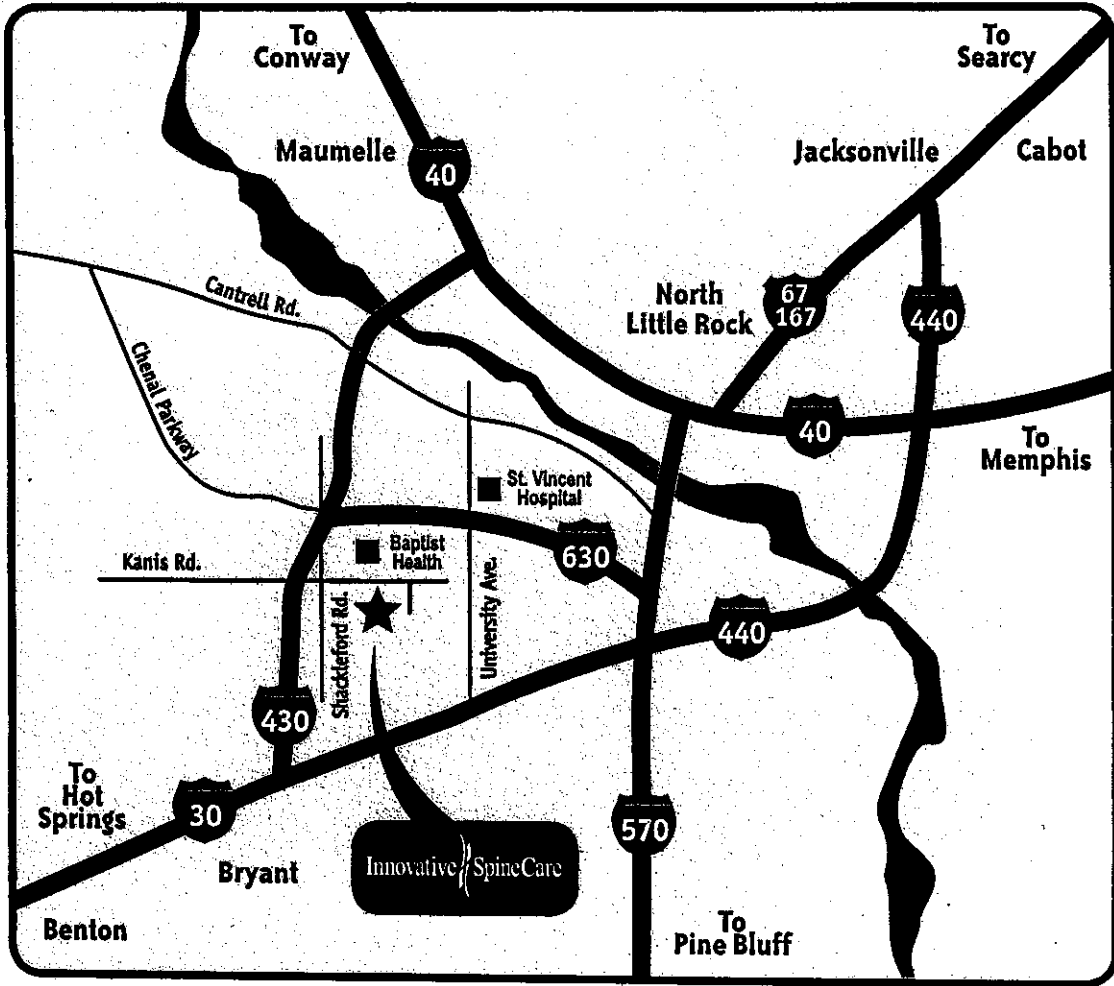 To
Conway
To
Searcy
Maumelle
40
Jacksonville
Cabot
Cantrell Rd.
North
Little Rock
67
167
440
Chenal Parkway
40
To
Memphis
St. Vincent
Hospital
Kanis Rd.
Baptist
Health
630
Shackleford Rd.
University Ave.
440
430
To
Hot
Springs
30
570
Innovative SpineCare
Bryant
Benton
To
Pine Bluff